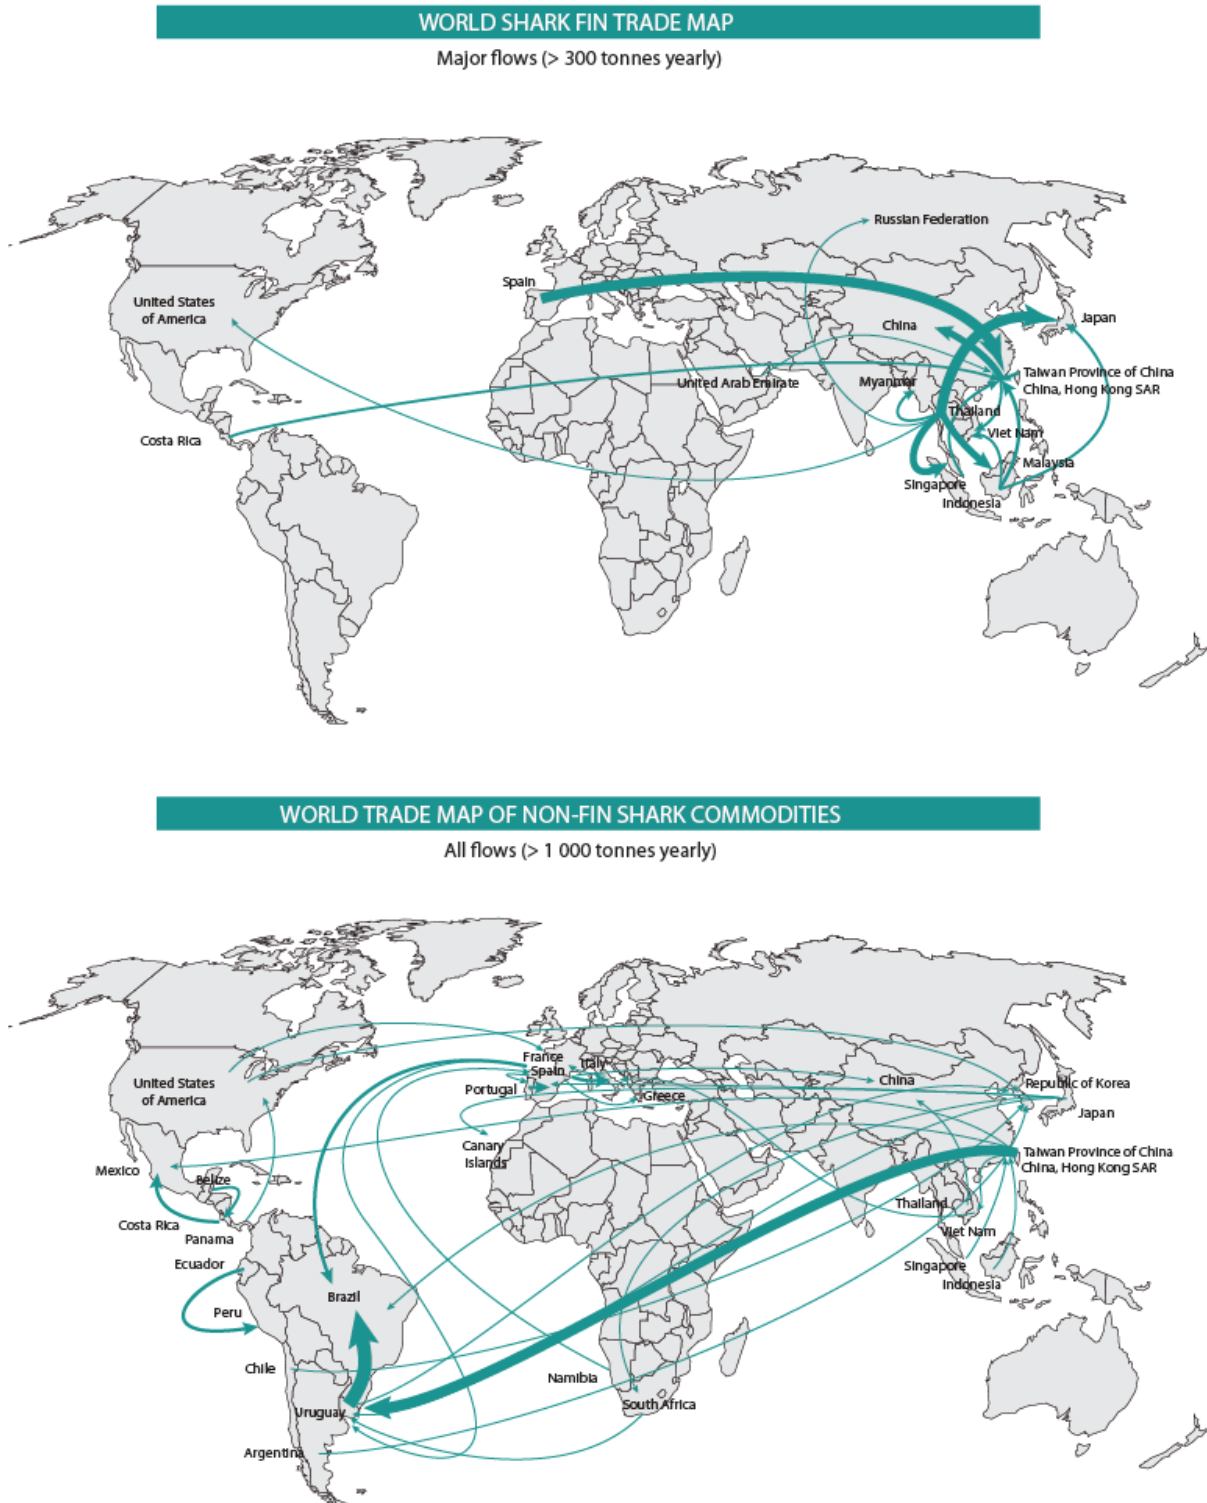 WORLD SHARK FIN TRADE MAP
Major flows (> 300 tonnes yearly)
Russian Federation
Spain
United States
of America
China
Japan
Taiwan Province of China
United Arab Emirate
Myanmar
China, Hong Kong SAR
Thailand
Costa Rica
Viet Nam
Malaysia
Singapore
Indonesia
WORLD TRADE MAP OF NON-FIN SHARK COMMODITIES
All flows (> 1 000 tonnes yearly)
France
Italy
Spain
United States
of America
China
Republic of Korea
Portugal
Greece
Japan
Canary
Islands
Taiwan Province of China
China, Hong Kong SAR
Mexico
Belize
Thailand
Costa Rica
Viet Nam
Panama
Ecuador
Singapore
Indonesia
Brazil
Peru
Chile
Namibia
South Africa
Uruguay
Argentina